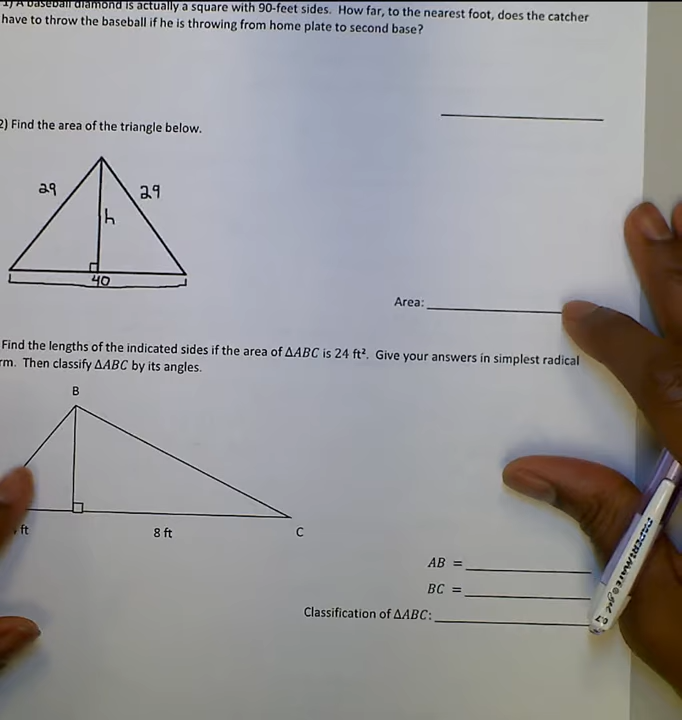 1) A baseball diamond is actually a square with 90-feet sides. How far, to the nearest foot, does the catcher
have to throw the baseball if he is throwing from home plate to second base?
2) Find the area of the triangle below.
29 29
h
40
Area:
Find the lengths of the indicated sides if the area of ΔABC is 24 ft². Give your answers in simplest radical
rm. Then classify ΔABC by its angles.
B
ft 8 ft C
AB =
BC =
Classification of ΔABC:
PAPERMATE